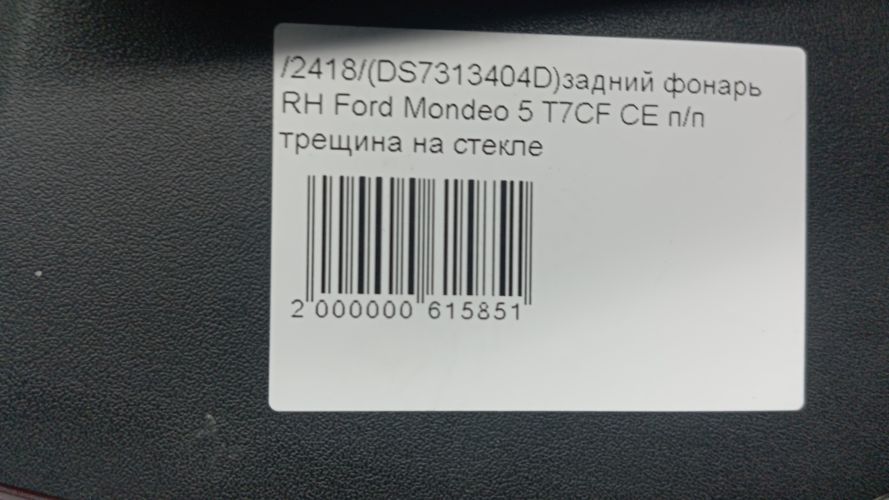 /2418/(DS7313404D)задний фонарь
RH Ford Mondeo 5 T7CF CE п/п
трещина на стекле
2 000000 615851